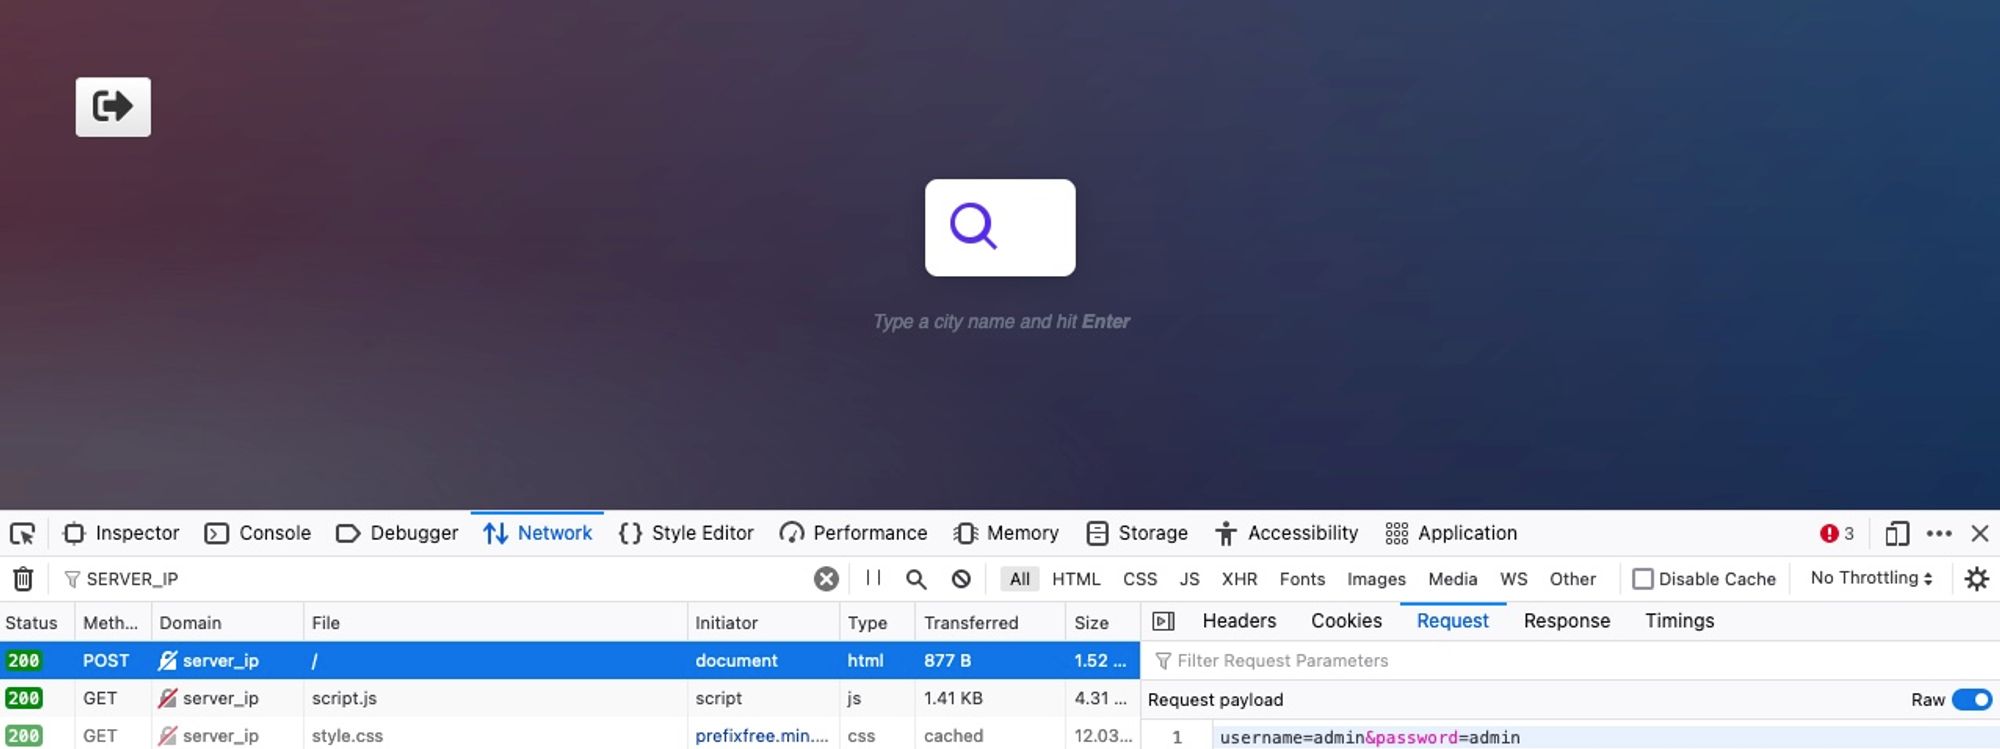 Type a city name and hit Enter
Inspector Console Debugger Network Style Editor Performance Memory Storage Accessibility Application 3
SERVER_IP All HTML CSS JS XHR Fonts Images Media WS Other Disable Cache No Throttling
Status Meth... Domain File Initiator Type Transferred Size Headers Cookies Request Response Timings
200 POST server_ip / document html 877 B 1.52 ... Filter Request Parameters
200 GET server_ip script.js script js 1.41 KB 4.31 ... Request payload Raw
200 GET server_ip style.css prefixfree.min.... css cached 12.03... 1 username=admin&password=admin